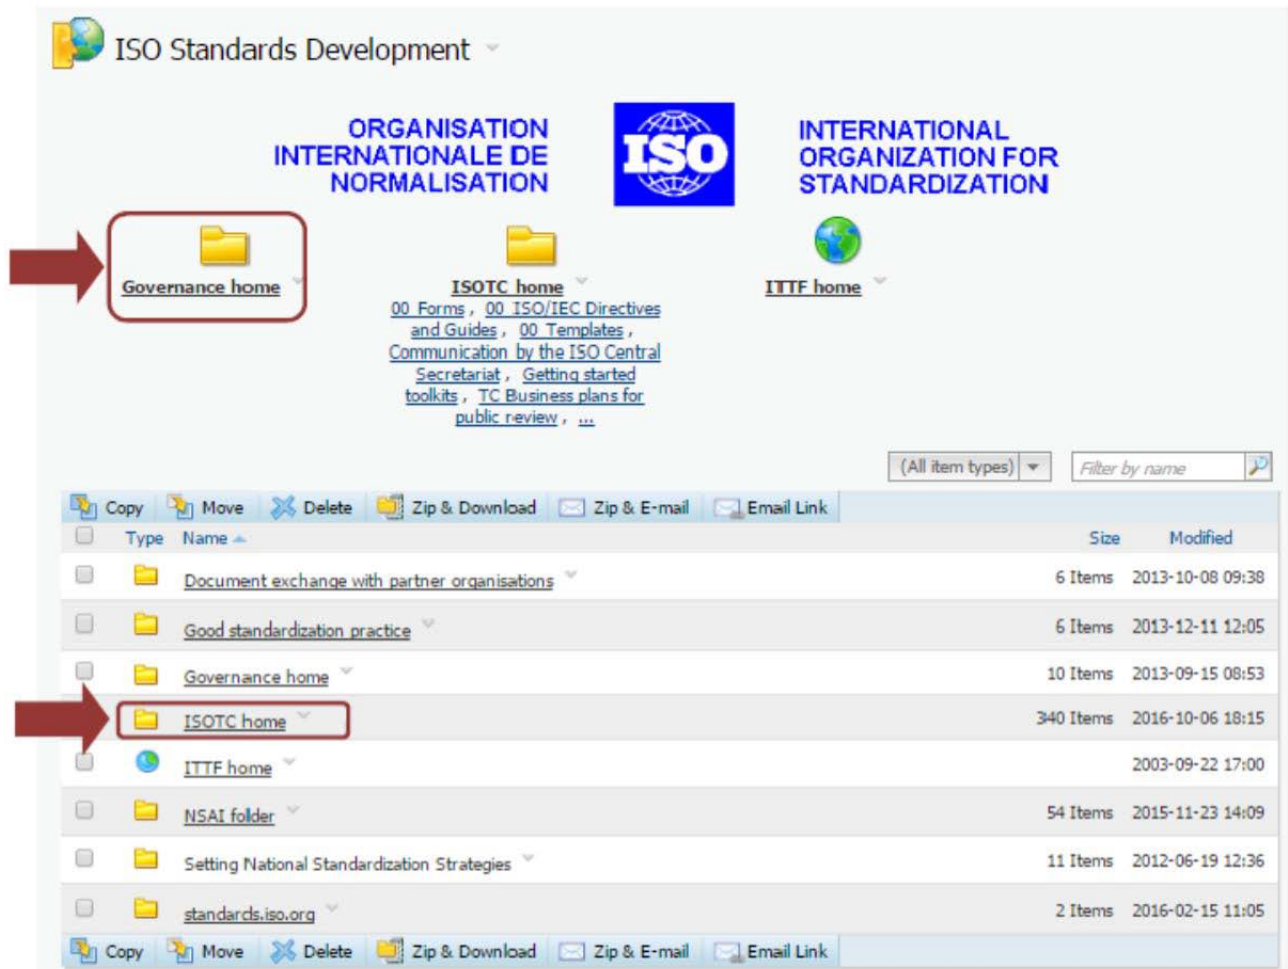 ISO Standards Development
ORGANISATION
INTERNATIONALE DE
NORMALISATION
ISO
INTERNATIONAL
ORGANIZATION FOR
STANDARDIZATION
Governance home
ISOTC home
00 Forms , 00 ISO/IEC Directives
and Guides , 00 Templates ,
Communication by the ISO Central
Secretariat , Getting started
toolkits , TC Business plans for
public review , ...
ITTF home
(All item types) Filter by name
Copy Move Delete Zip & Download Zip & E-mail Email Link
Type Name Size Modified
Document exchange with partner organisations 6 Items 2013-10-08 09:38
Good standardization practice 6 Items 2013-12-11 12:05
Governance home 10 Items 2013-09-15 08:53
ISOTC home 340 Items 2016-10-06 18:15
ITTF home 2003-09-22 17:00
NSAI folder 54 Items 2015-11-23 14:09
Setting National Standardization Strategies 11 Items 2012-06-19 12:36
standards.iso.org 2 Items 2016-02-15 11:05
Copy Move Delete Zip & Download Zip & E-mail Email Link